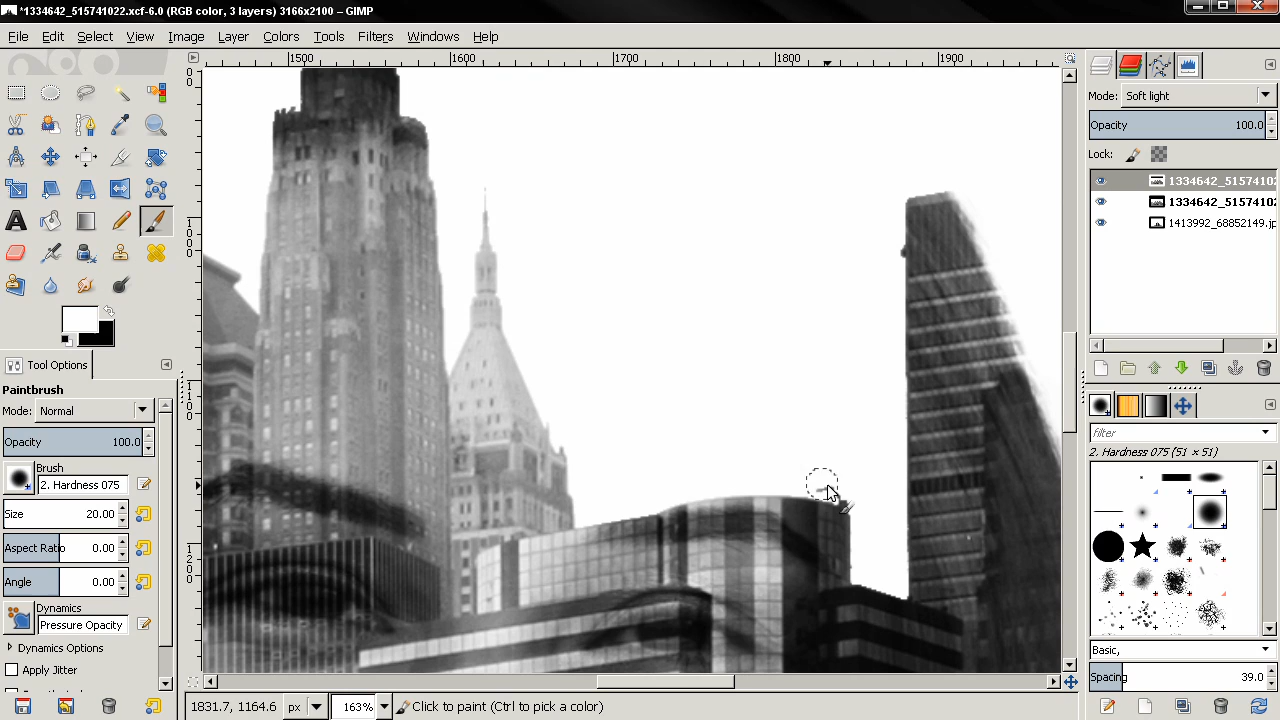 *1334642_515741022.xcf-6.0 (RGB color, 3 layers) 3166x2100 – GIMP
File Edit Select View Image Layer Colors Tools Filters Windows Help
1500 1600 1700 1800 1900
Mode: Soft light
Opacity 100.0
Lock:
1334642_5157410
1334642_5157410
1413992_68852149.jp
Tool Options
Paintbrush
Mode: Normal
Opacity 100.0
Brush
2. Hardness 075
Size 20.00
Aspect Ratio 0.00
Angle 0.00
Dynamics
Pressure Opacity
Dynamics Options
Apply Jitter
filter
2. Hardness 075 (51 × 51)
Basic,
Spacing 39.0
1831.7, 1164.6 px 163% Click to paint (Ctrl to pick a color)